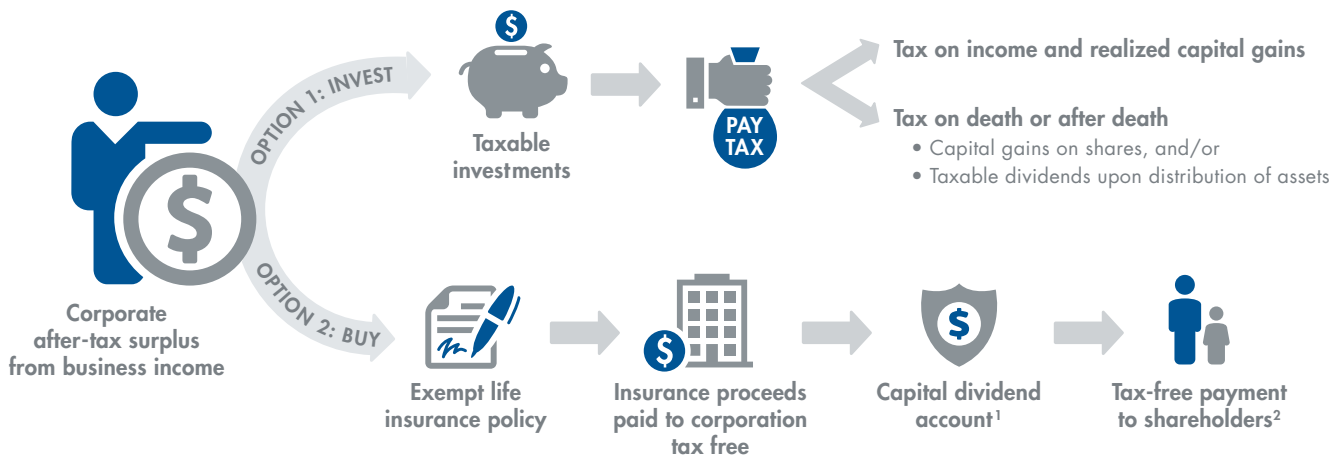 $
OPTION 1: INVEST
Taxable
investments
PAY
TAX
Tax on income and realized capital gains
Tax on death or after death
• Capital gains on shares, and/or
• Taxable dividends upon distribution of assets
$
Corporate
after-tax surplus
from business income
OPTION 2: BUY
Exempt life
insurance policy
$
Insurance proceeds
paid to corporation
tax free
$
Capital dividend
account¹
Tax-free payment
to shareholders²